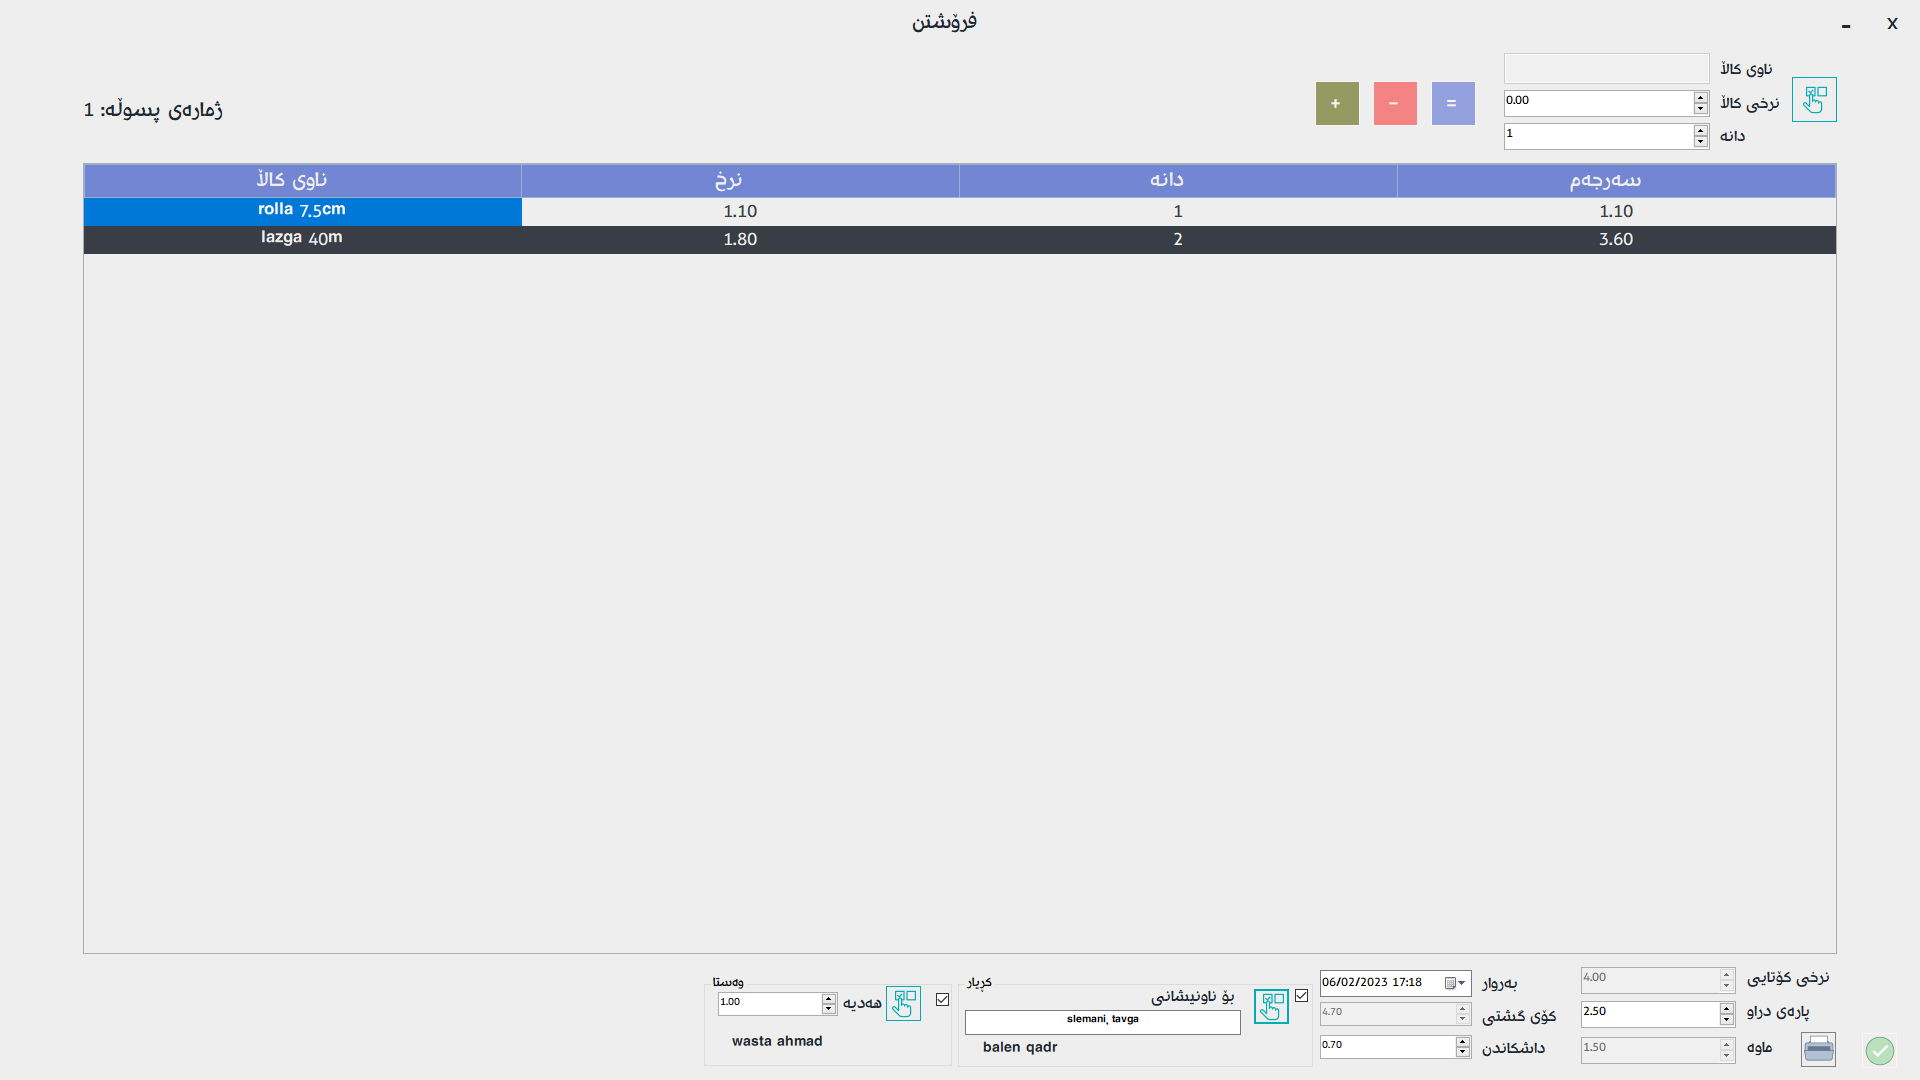 فرۆشتن
-
X
ناوی کاڵا
نرخی کاڵا 0.00
دانە 1
+ - =
ژمارەی پسوڵە: 1
ناوی کاڵا نرخ دانە سەرجەم
rolla 7.5cm 1.10 1 1.10
lazga 40m 1.80 2 3.60
نرخی کۆتایی 4.00
پارەی دراو 2.50
ماوە 1.50
بەروار 06/02/2023 17:18
کۆی گشتی 4.70
داشکاندن 0.70
کڕیار
بۆ ناونیشانی
slemani, tavga
balen qadr
وەستا
هەدیە 1.00
wasta ahmad